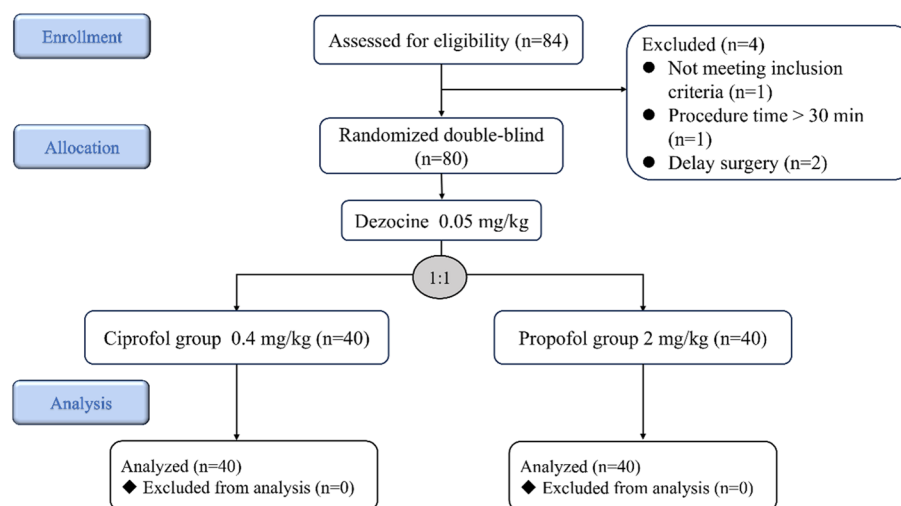 Enrollment
Assessed for eligibility (n=84)
Excluded (n=4)
● Not meeting inclusion
criteria (n=1)
● Procedure time > 30 min
(n=1)
● Delay surgery (n=2)
Allocation
Randomized double-blind
(n=80)
Dezocine 0.05 mg/kg
1:1
Ciprofol group 0.4 mg/kg (n=40)
Propofol group 2 mg/kg (n=40)
Analysis
Analyzed (n=40)
◆ Excluded from analysis (n=0)
Analyzed (n=40)
◆ Excluded from analysis (n=0)